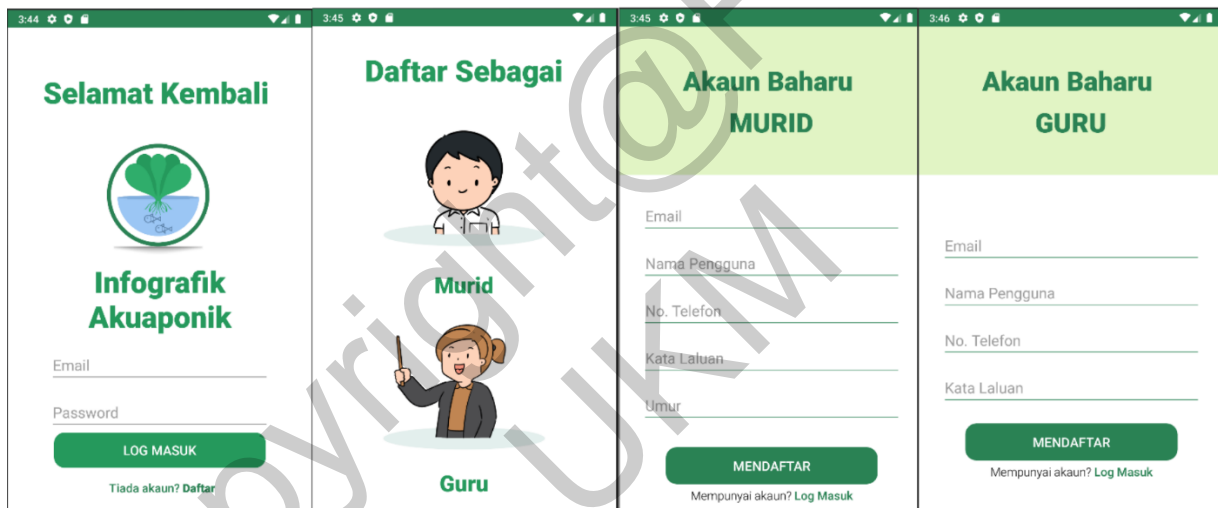 3:44
Selamat Kembali
Infografik
Akuaponik
Email
Password
LOG MASUK
Tiada akaun? Daftar
3:45
Daftar Sebagai
Murid
Guru
3:45
Akaun Baharu
MURID
Email
Nama Pengguna
No. Telefon
Kata Laluan
Umur
MENDAFTAR
Mempunyai akaun? Log Masuk
3:46
Akaun Baharu
GURU
Email
Nama Pengguna
No. Telefon
Kata Laluan
MENDAFTAR
Mempunyai akaun? Log Masuk
pyright@
UKM